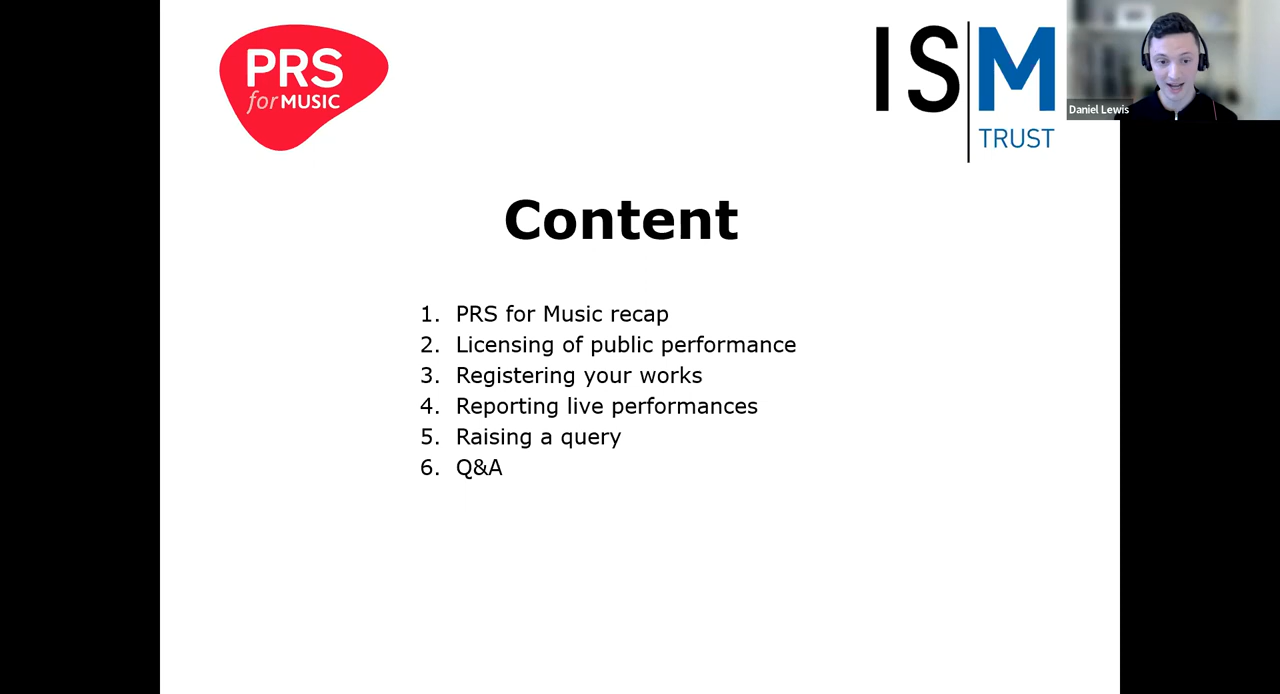 PRS
for MUSIC
ISM
TRUST
Daniel Lewis
Content
1. PRS for Music recap
2. Licensing of public performance
3. Registering your works
4. Reporting live performances
5. Raising a query
6. Q&A